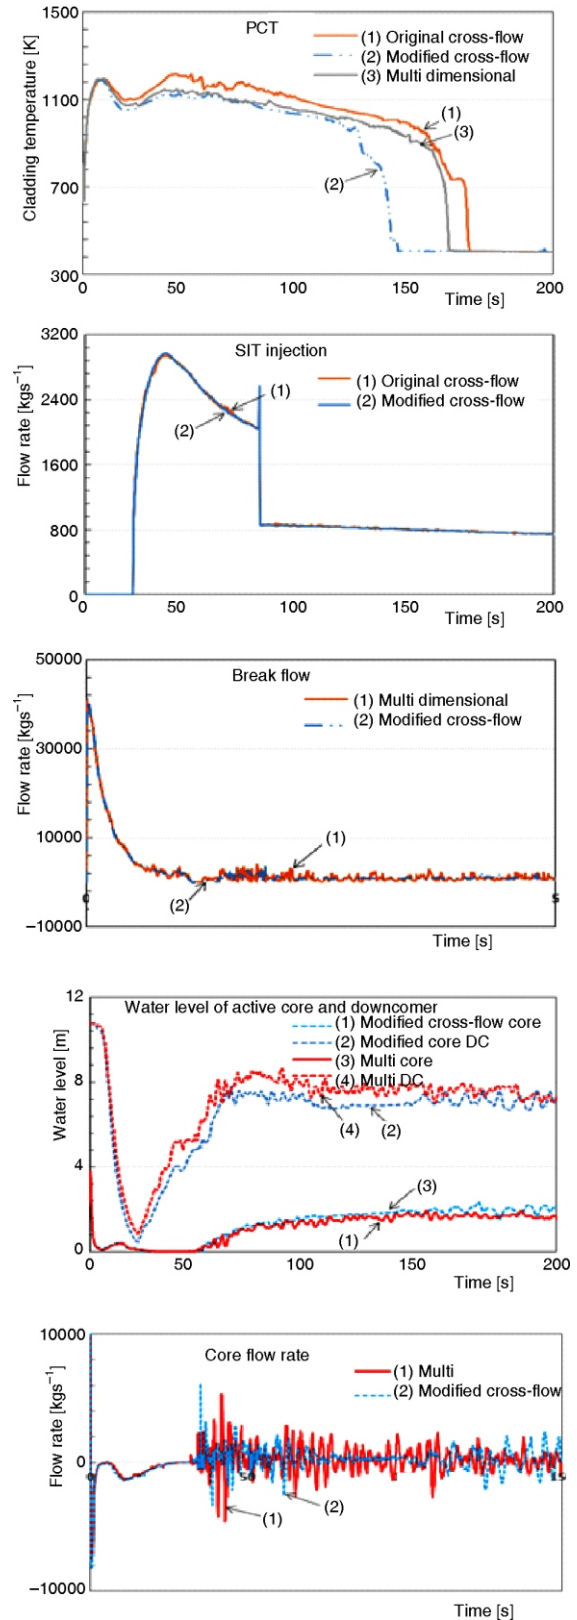 PCT
(1) Original cross-flow
(2) Modified cross-flow
(3) Multi dimensional
Cladding temperature [K]
1500
1100
700
300
(1)
(3)
(2)
0
50
100
150
200
Time [s]
SIT injection
(1) Original cross-flow
(2) Modified cross-flow
Flow rate [kgs⁻¹]
3200
2400
1600
800
0
(1)
(2)
0
50
100
150
200
Time [s]
Break flow
(1) Multi dimensional
(2) Modified cross-flow
Flow rate [kgs⁻¹]
50000
30000
10000
−10000
(1)
(2)
Time [s]
Water level of active core and downcomer
(1) Modified cross-flow core
(2) Modified core DC
(3) Multi core
(4) Multi DC
Water level [m]
12
8
4
0
(4)
(2)
(3)
(1)
0
50
100
150
200
Time [s]
Core flow rate
(1) Multi
(2) Modified cross-flow
Flow rate [kgs⁻¹]
10000
0
−10000
(1)
(2)
Time [s]